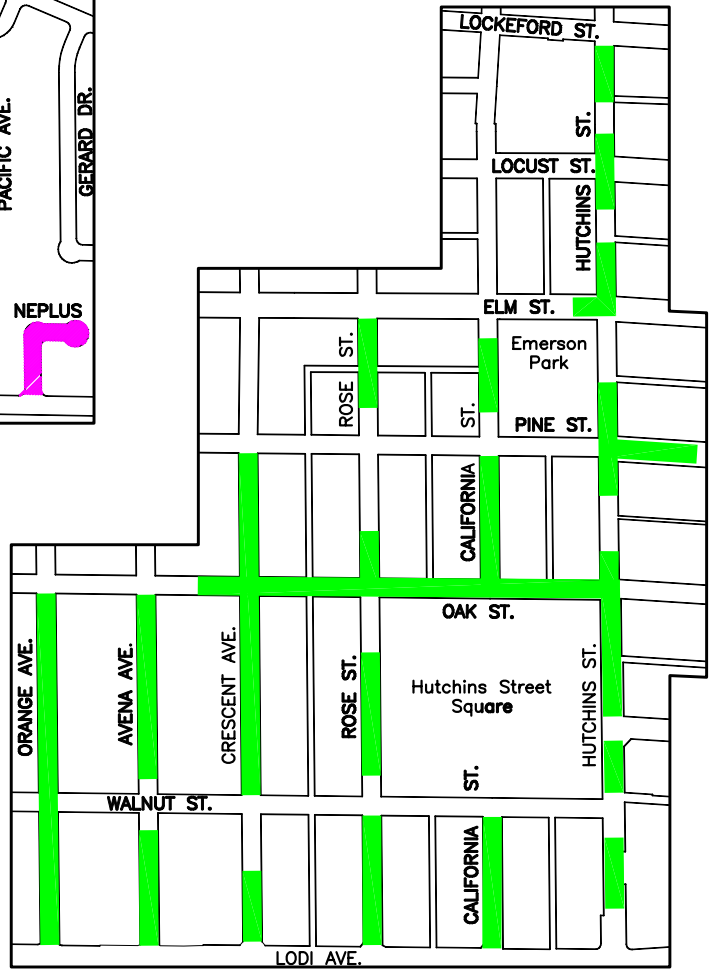 LOCKEFORD ST.
PACIFIC AVE.
GERARD DR.
ST.
LOCUST ST.
HUTCHINS
NEPLUS
ELM ST.
Emerson
Park
ROSE ST.
ST.
PINE ST.
CALIFORNIA
OAK ST.
ORANGE AVE.
AVENA AVE.
CRESCENT AVE.
ROSE ST.
Hutchins Street
Square
HUTCHINS ST.
ST.
WALNUT ST.
CALIFORNIA
LODI AVE.